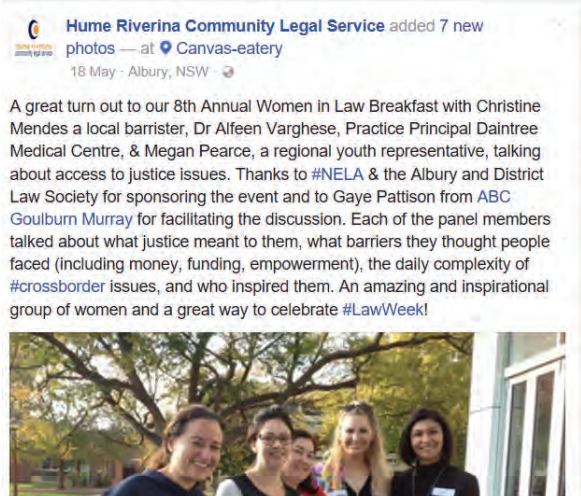 Hume Riverina Community Legal Service added 7 new
photos — at Canvas-eatery
18 May · Albury, NSW ·
A great turn out to our 8th Annual Women in Law Breakfast with Christine
Mendes a local barrister, Dr Alfeen Varghese, Practice Principal Daintree
Medical Centre, & Megan Pearce, a regional youth representative, talking
about access to justice issues. Thanks to #NELA & the Albury and District
Law Society for sponsoring the event and to Gaye Pattison from ABC
Goulburn Murray for facilitating the discussion. Each of the panel members
talked about what justice meant to them, what barriers they thought people
faced (including money, funding, empowerment), the daily complexity of
#crossborder issues, and who inspired them. An amazing and inspirational
group of women and a great way to celebrate #LawWeek!